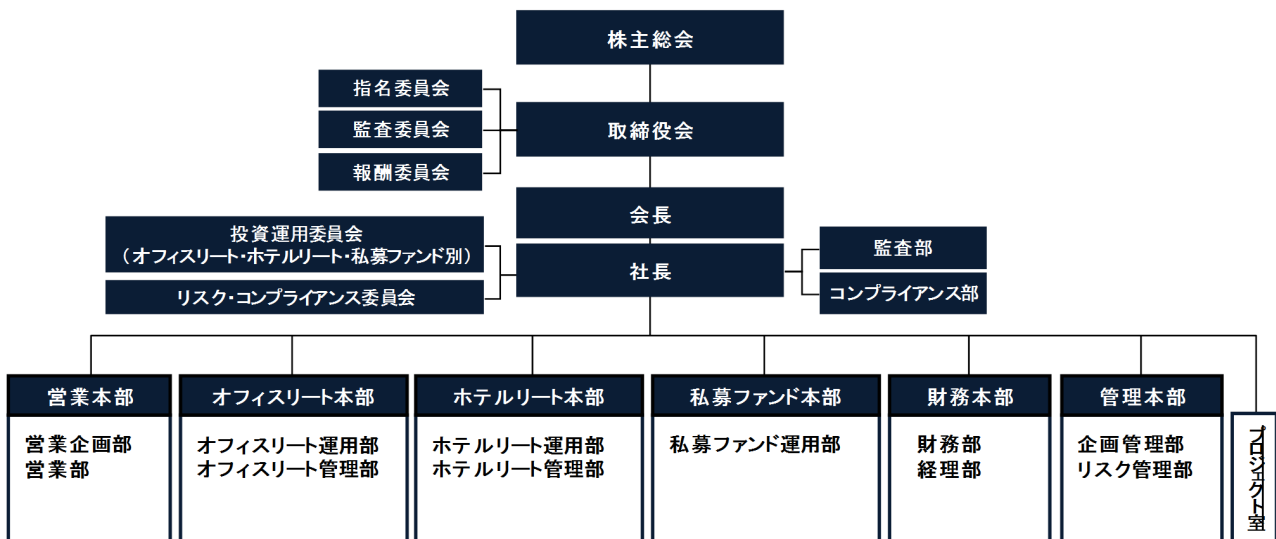 株主総会
指名委員会
監査委員会
報酬委員会
取締役会
会長
投資運用委員会
（オフィスリート・ホテルリート・私募ファンド別）
リスク・コンプライアンス委員会
社長
監査部
コンプライアンス部
営業本部
営業企画部
営業部
オフィスリート本部
オフィスリート運用部
オフィスリート管理部
ホテルリート本部
ホテルリート運用部
ホテルリート管理部
私募ファンド本部
私募ファンド運用部
財務本部
財務部
経理部
管理本部
企画管理部
リスク管理部
プロジェクト室